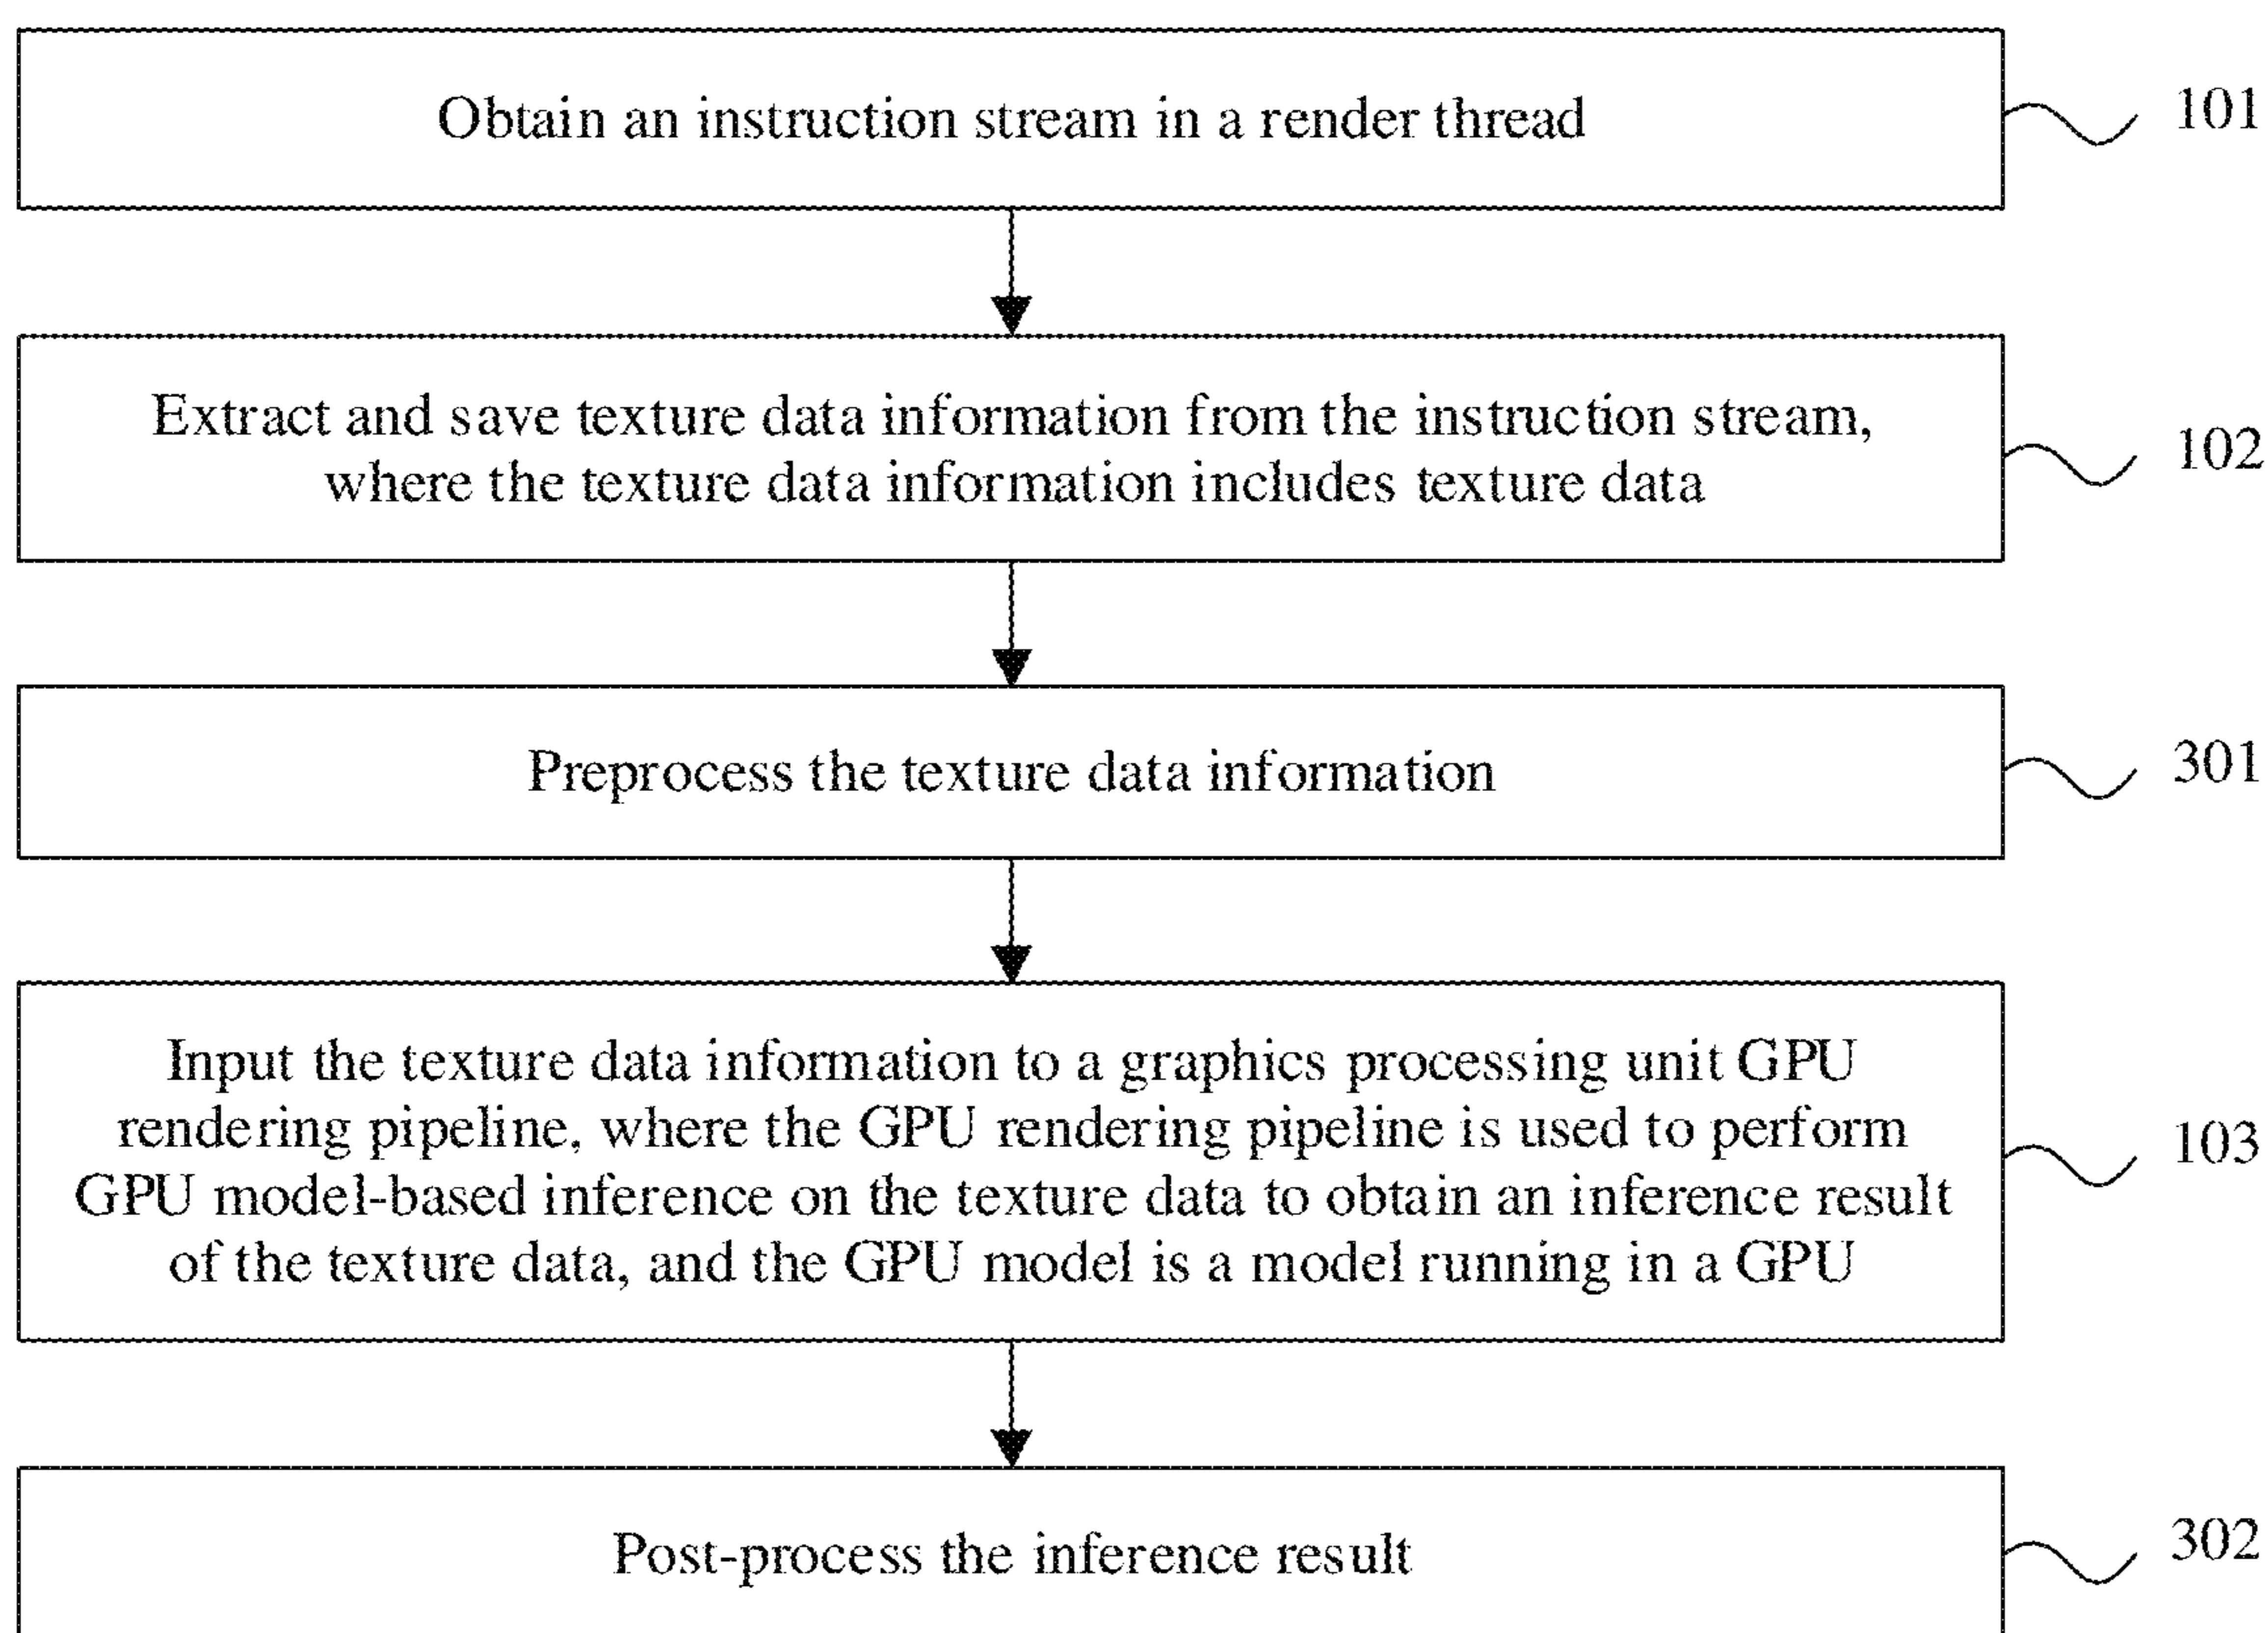 Obtain an instruction stream in a render thread
101
Extract and save texture data information from the instruction stream,
where the texture data information includes texture data
102
Preprocess the texture data information
301
Input the texture data information to a graphics processing unit GPU
rendering pipeline, where the GPU rendering pipeline is used to perform
GPU model-based inference on the texture data to obtain an inference result
of the texture data, and the GPU model is a model running in a GPU
103
Post-process the inference result
302